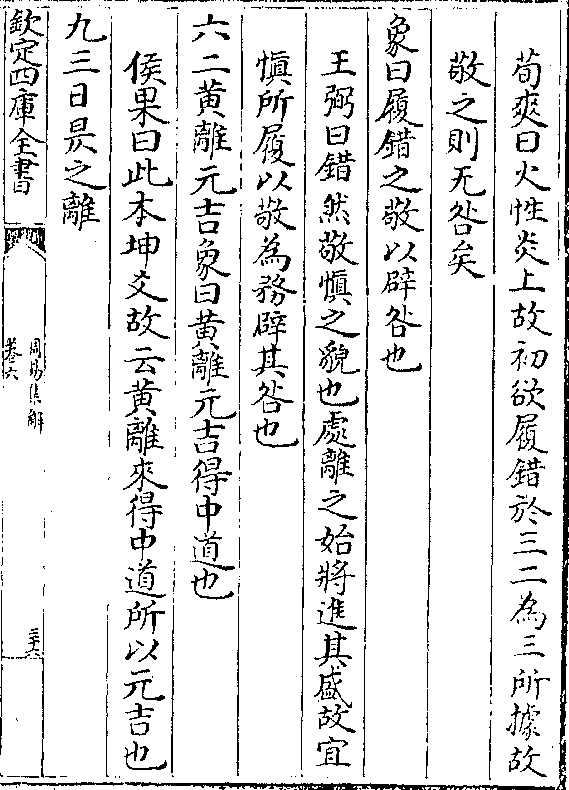 荀爽曰火性炎上故初欲履錯於三二為三所據故
敬之則无咎矣
象曰履錯之敬以辟咎也
王弼曰錯然敬慎之貌也處離之始將進其盛故宜
慎所履以敬為務辟其咎也
六二黄離元吉象曰黄離元吉得中道也
侯果曰此本坤爻故云黄離來得中道所以元吉也
九三日昃之離
欽定四庫全書
周易集解
卷六
三十六